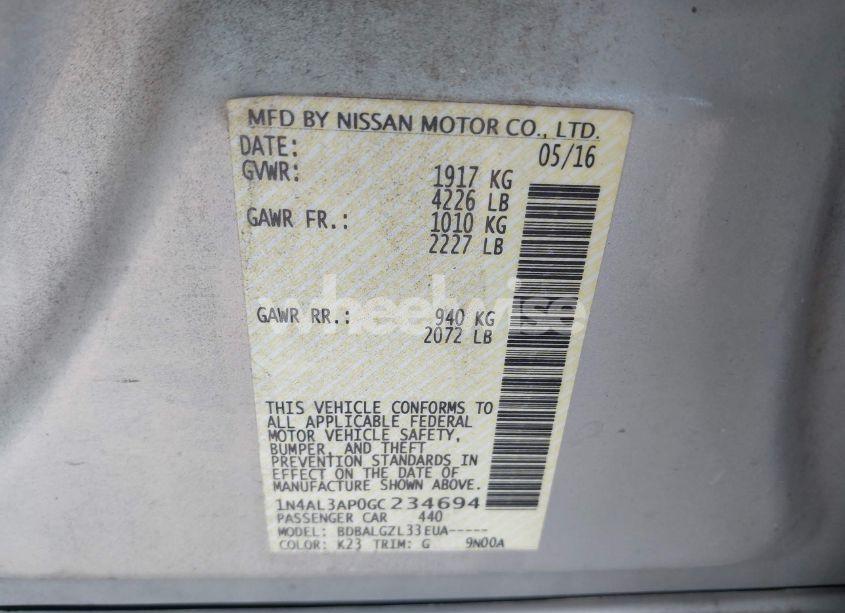 MFD BY NISSAN MOTOR CO., LTD.
DATE: 05/16
GVWR: 1917 KG
4226 LB
GAWR FR.: 1010 KG
2227 LB
wheelwise
GAWR RR.: 940 KG
2072 LB
THIS VEHICLE CONFORMS TO
ALL APPLICABLE FEDERAL
MOTOR VEHICLE SAFETY,
BUMPER, AND THEFT
PREVENTION STANDARDS IN
EFFECT ON THE DATE OF
MANUFACTURE SHOWN ABOVE.
1N4AL3AP0GC234694
PASSENGER CAR 440
MODEL: BDBALGZL33EUA-----
COLOR: K23 TRIM: G 9N00A